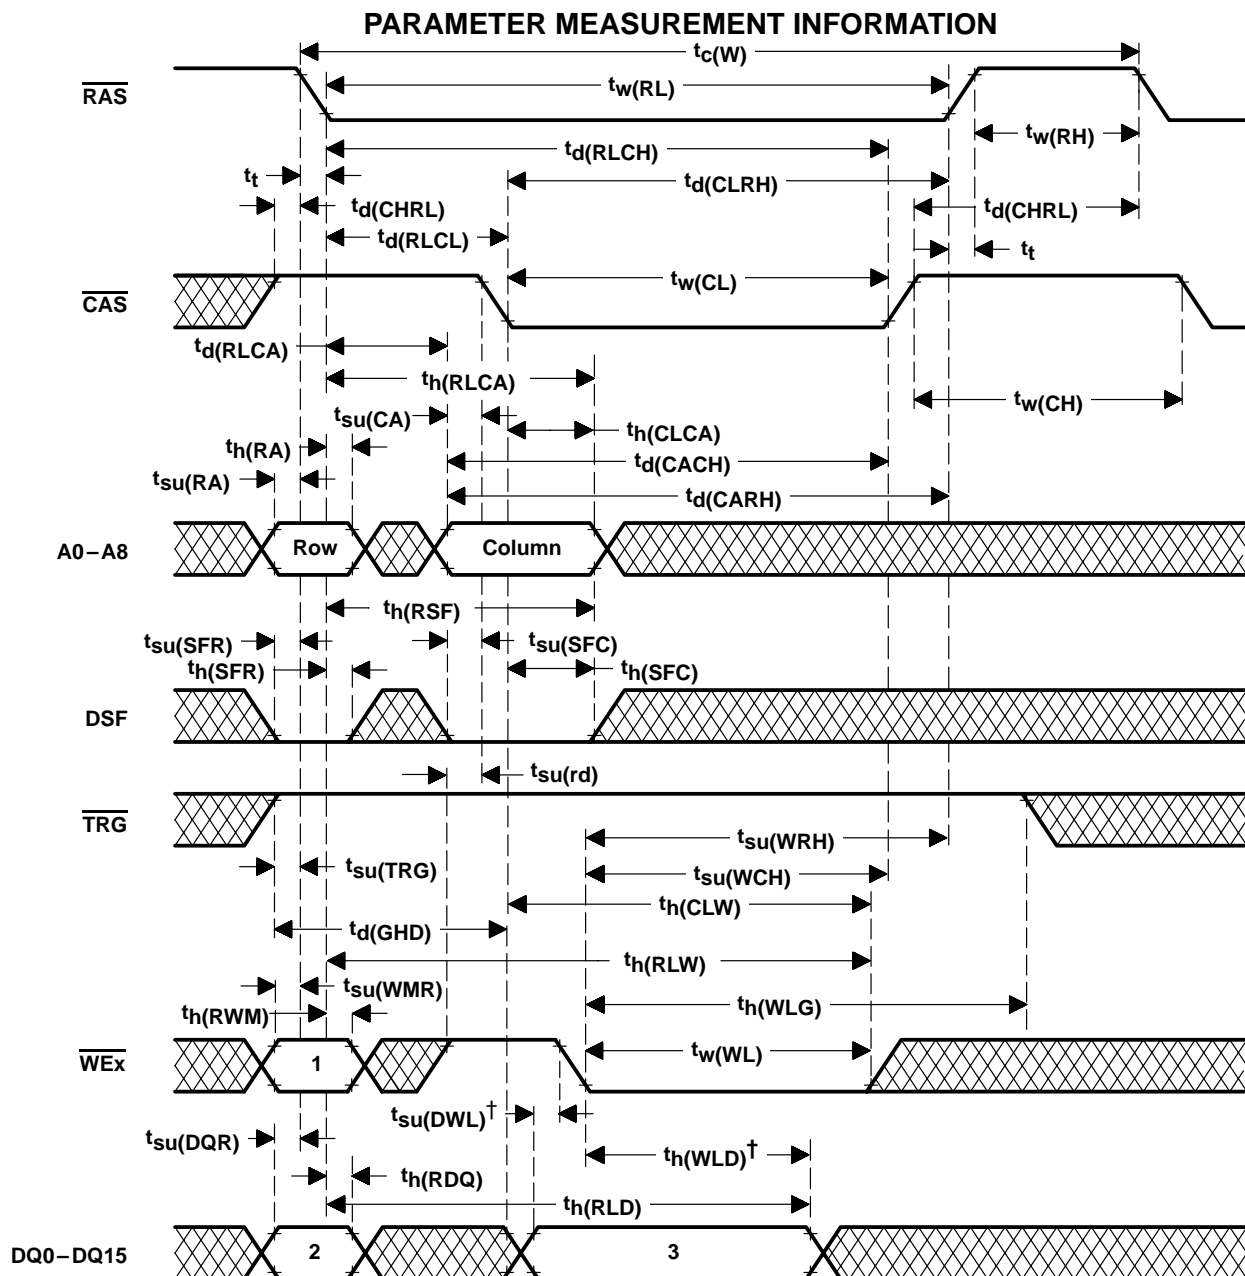 PARAMETER MEASUREMENT INFORMATION
tc(W)
RAS
tw(RL)
tw(RH)
td(RLCH)
tt
td(CLRH)
td(CHRL)
td(CHRL)
td(RLCL)
tt
CAS
tw(CL)
td(RLCA)
th(RLCA)
tw(CH)
tsu(CA)
th(CLCA)
th(RA)
td(CACH)
tsu(RA)
td(CARH)
A0–A8
Row
Column
th(RSF)
tsu(SFR)
tsu(SFC)
th(SFR)
th(SFC)
DSF
tsu(rd)
TRG
tsu(WRH)
tsu(TRG)
tsu(WCH)
th(CLW)
td(GHD)
th(RLW)
tsu(WMR)
th(WLG)
th(RWM)
WEx
1
tw(WL)
tsu(DWL)†
tsu(DQR)
th(WLD)†
th(RDQ)
th(RLD)
DQ0–DQ15
2
3